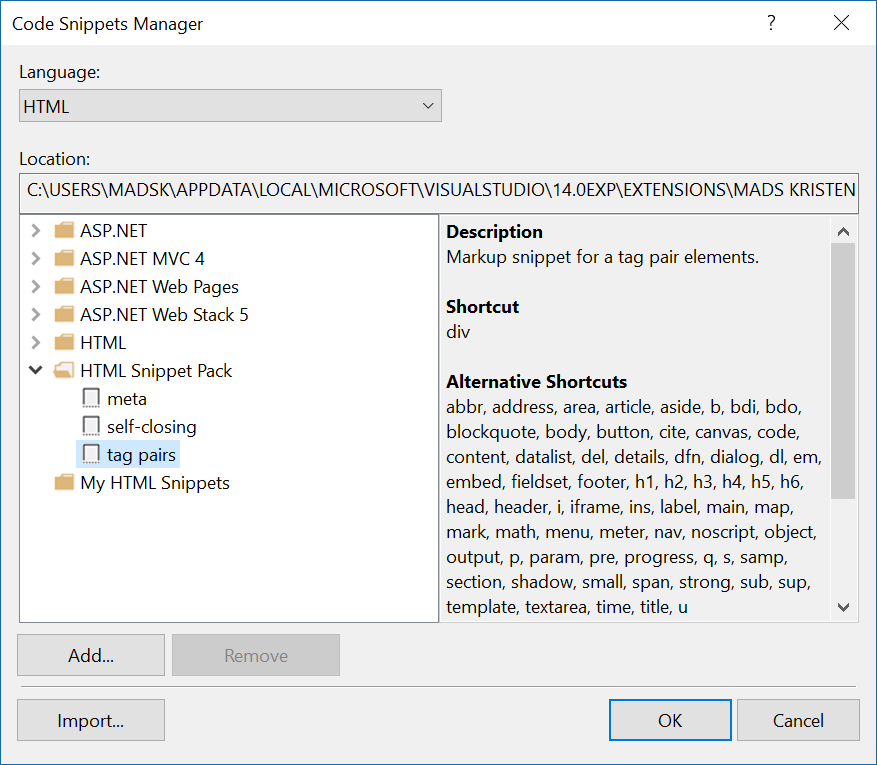 Code Snippets Manager
?
Language:
HTML
Location:
C:\USERS\MADSK\APPDATA\LOCAL\MICROSOFT\VISUALSTUDIO\14.0EXP\EXTENSIONS\MADS KRISTEN
ASP.NET
ASP.NET MVC 4
ASP.NET Web Pages
ASP.NET Web Stack 5
HTML
HTML Snippet Pack
meta
self-closing
tag pairs
My HTML Snippets
Description
Markup snippet for a tag pair elements.
Shortcut
div
Alternative Shortcuts
abbr, address, area, article, aside, b, bdi, bdo,
blockquote, body, button, cite, canvas, code,
content, datalist, del, details, dfn, dialog, dl, em,
embed, fieldset, footer, h1, h2, h3, h4, h5, h6,
head, header, i, iframe, ins, label, main, map,
mark, math, menu, meter, nav, noscript, object,
output, p, param, pre, progress, q, s, samp,
section, shadow, small, span, strong, sub, sup,
template, textarea, time, title, u
Add...
Remove
Import...
OK
Cancel